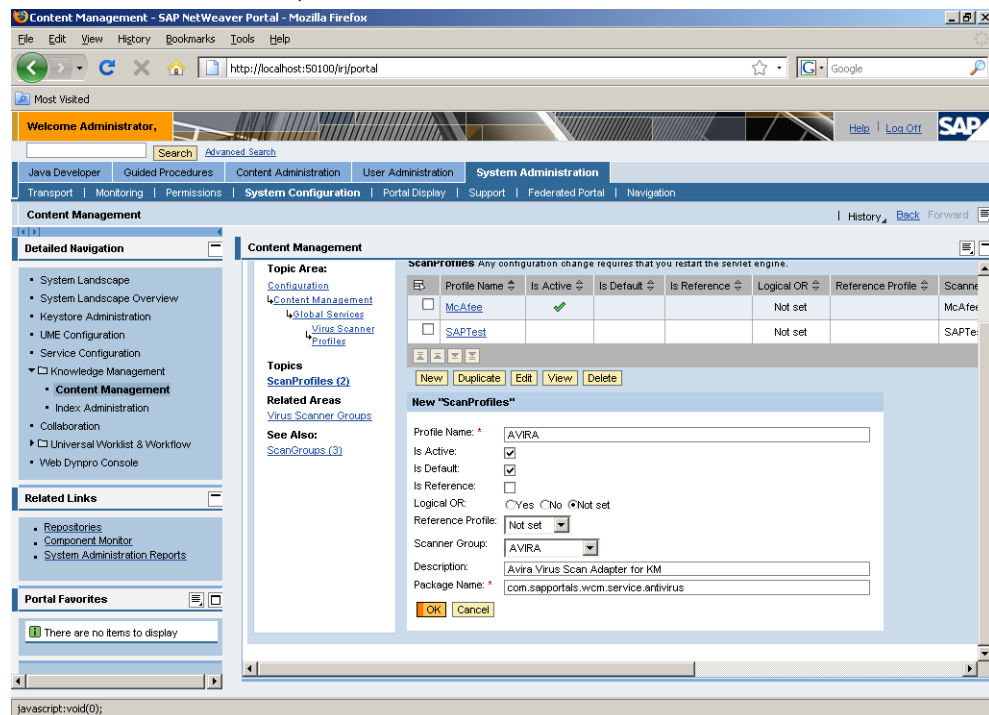 Content Management - SAP NetWeaver Portal - Mozilla Firefox
File Edit View History Bookmarks Tools Help
http://localhost:50100/irj/portal
G Google
Most Visited
Welcome Administrator,
Help | Log Off
SAP
Search Advanced Search
Java Developer Guided Procedures Content Administration User Administration System Administration
Transport | Monitoring | Permissions | System Configuration | Portal Display | Support | Federated Portal | Navigation
Content Management
| History Back Forward
Detailed Navigation
System Landscape
System Landscape Overview
Keystore Administration
UME Configuration
Service Configuration
Knowledge Management
Content Management
Index Administration
Collaboration
Universal Worklist & Workflow
Web Dynpro Console
Related Links
Repositories
Component Monitor
System Administration Reports
Portal Favorites
There are no items to display
Content Management
Topic Area:
Configuration
Content Management
Global Services
Virus Scanner
Profiles
Topics
ScanProfiles (2)
Related Areas
Virus Scanner Groups
See Also:
ScanGroups (3)
ScanProfiles Any configuration change requires that you restart the servlet engine.
Profile Name Is Active Is Default Is Reference Logical OR Reference Profile Scanne
McAfee Not set McAfee
SAPTest Not set SAPTe
New Duplicate Edit View Delete
New "ScanProfiles"
Profile Name: * AVIRA
Is Active:
Is Default:
Is Reference:
Logical OR: Yes No Not set
Reference Profile: Not set
Scanner Group: AVIRA
Description: Avira Virus Scan Adapter for KM
Package Name: * com.sapportals.wcm.service.antivirus
OK Cancel
javascript:void(0);